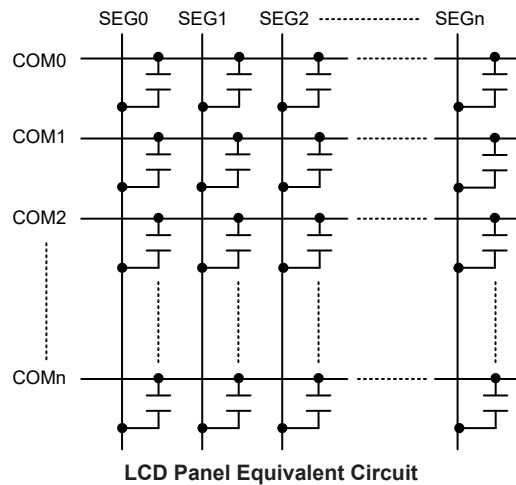 SEG0 SEG1 SEG2 SEGn
COM0
COM1
COM2
COMn
LCD Panel Equivalent Circuit